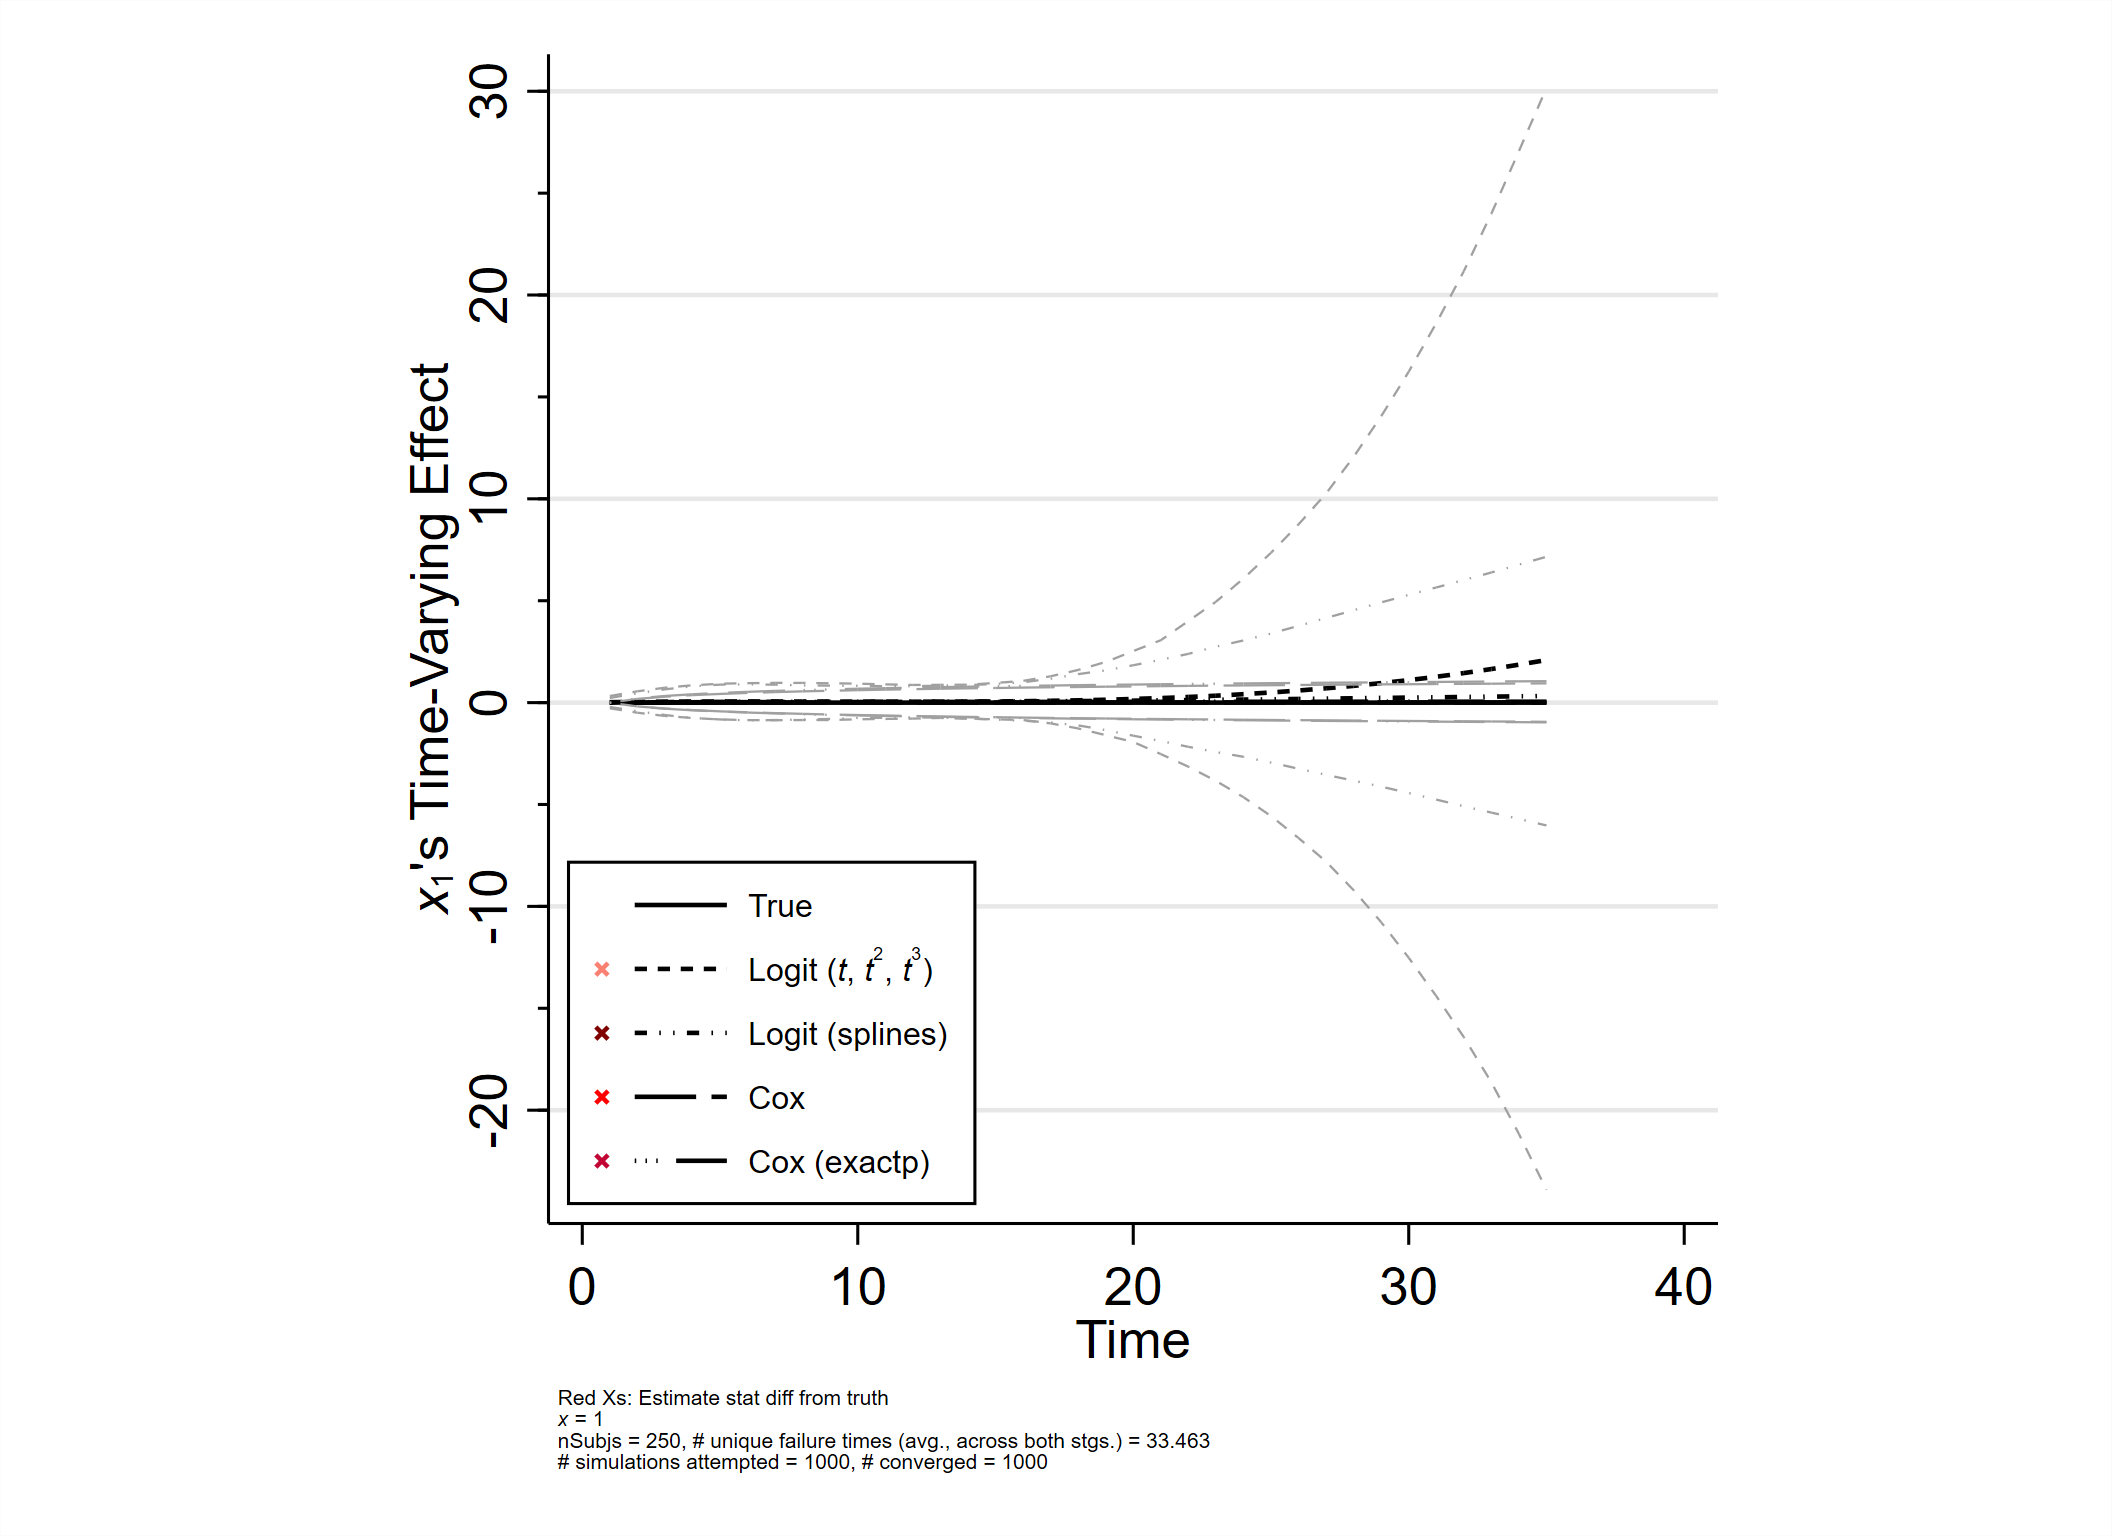 30
20
10
0
-10
-20
x₁'s Time-Varying Effect
True
Logit (t, t², t³)
Logit (splines)
Cox
Cox (exactp)
0 10 20 30 40
Time
Red Xs: Estimate stat diff from truth
x = 1
nSubjs = 250, # unique failure times (avg., across both stgs.) = 33.463
# simulations attempted = 1000, # converged = 1000